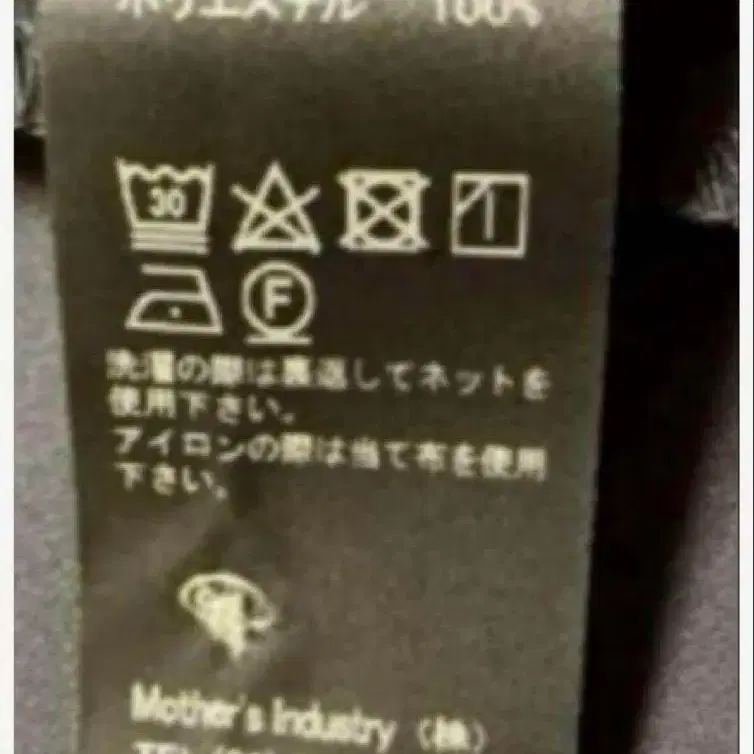 ポリエステル 100%
30
F
洗濯の際は裏返してネットを
使用下さい。
アイロンの際は当て布を使用
下さい。
Mother's Industry (株)